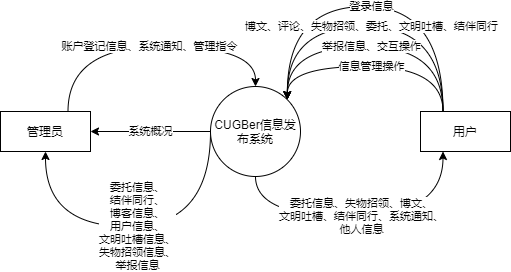 登录信息
博文、评论、失物招领、委托、文明吐槽、结伴同行
账户登记信息、系统通知、管理指令
举报信息、交互操作
信息管理操作
管理员
系统概况
CUGBer信息发
布系统
用户
委托信息、
结伴同行、
博客信息、
用户信息、
文明吐槽信息、
失物招领信息、
举报信息
委托信息、失物招领、博文、
文明吐槽、结伴同行、系统通知、
他人信息